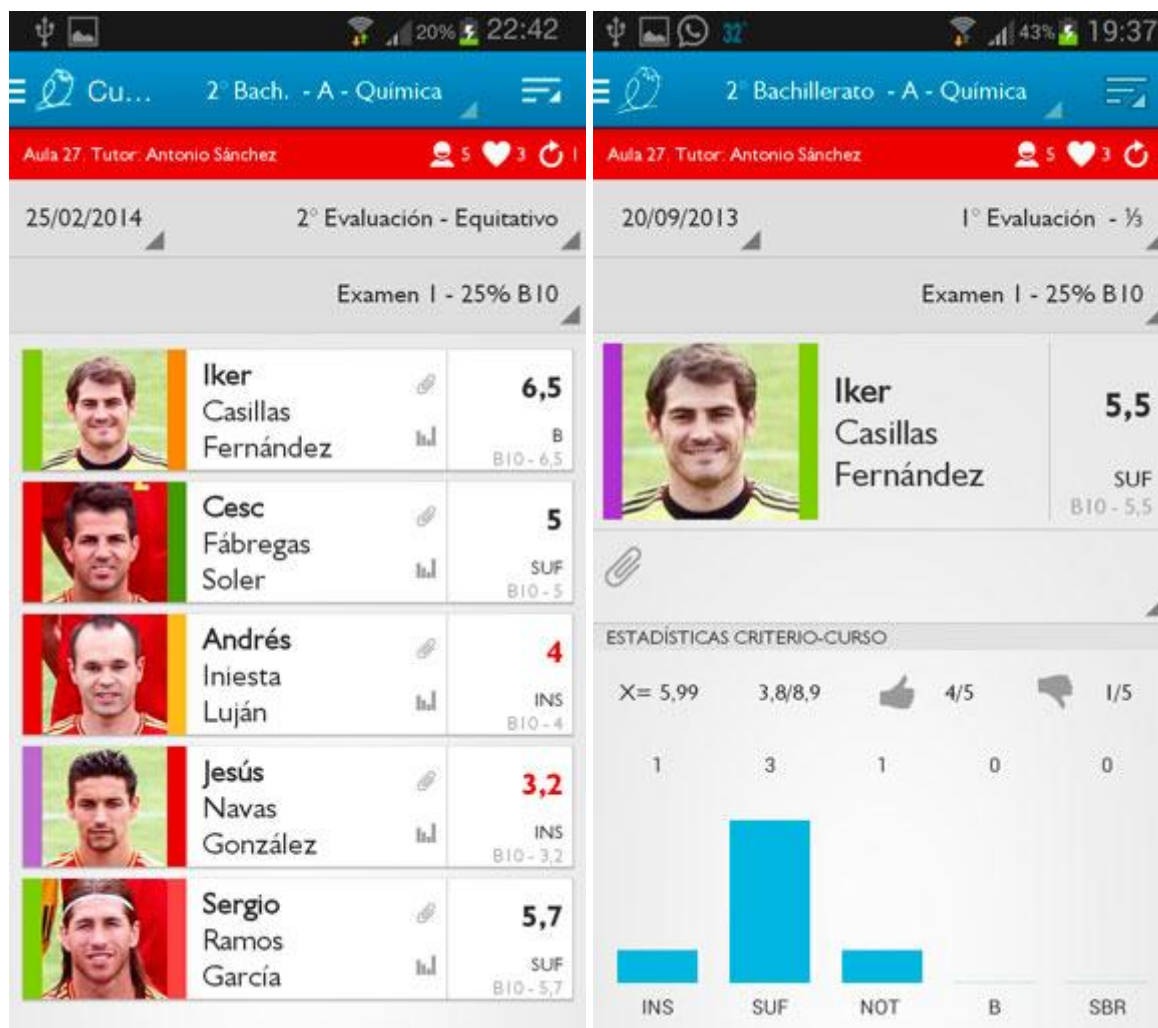 20% 22:42
Cu... 2° Bach. - A - Química
Aula 27. Tutor: Antonio Sánchez 5 3 1
25/02/2014 2° Evaluación - Equitativo
Examen 1 - 25% B10
Iker
Casillas
Fernández
6,5
B
B10 - 6,5
Cesc
Fábregas
Soler
5
SUF
B10 - 5
Andrés
Iniesta
Luján
4
INS
B10 - 4
Jesús
Navas
González
3,2
INS
B10 - 3,2
Sergio
Ramos
García
5,7
SUF
B10 - 5,7
32° 43% 19:37
2° Bachillerato - A - Química
Aula 27. Tutor: Antonio Sánchez 5 3
20/09/2013 1° Evaluación - ⅓
Examen 1 - 25% B10
Iker
Casillas
Fernández
5,5
SUF
B10 - 5,5
ESTADÍSTICAS CRITERIO-CURSO
X= 5,99 3,8/8,9 4/5 1/5
1 3 1 0 0
INS SUF NOT B SBR